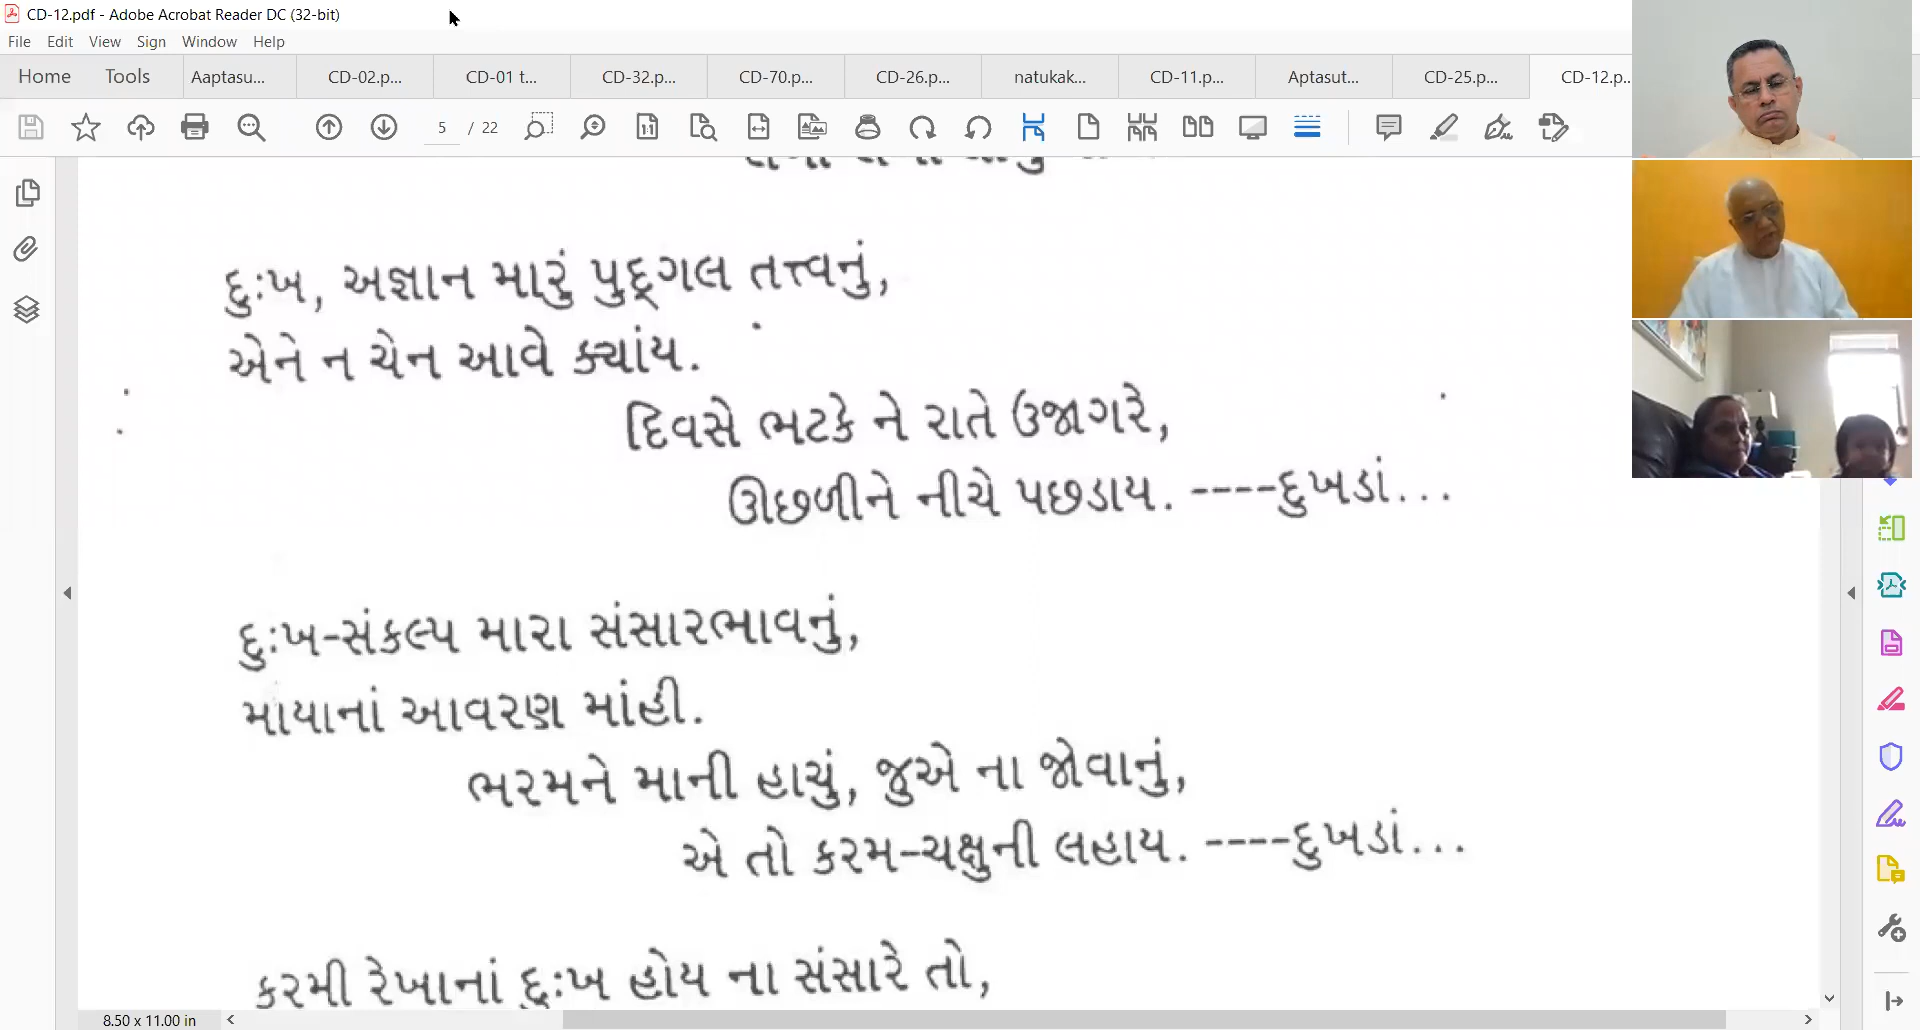 CD-12.pdf - Adobe Acrobat Reader DC (32-bit)
File Edit View Sign Window Help
Home Tools Aaptasu... CD-02.p... CD-01 t... CD-32.p... CD-70.p... CD-26.p... natukak... CD-11.p... Aptasut... CD-25.p... CD-12.p..
5 / 22
દુઃખ, અજ્ઞાન મારું પુદ્ગલ તત્ત્વનું,
એને ન ચેન આવે ક્યાંય.
દિવસે ભટકે ને રાતે ઉજાગરે,
ઊછળીને નીચે પછડાય. ----દુખડાં...
દુઃખ-સંકલ્પ મારા સંસારભાવનું,
માયાનાં આવરણ માંહી.
ભરમને માની હાચું, જુએ ના જોવાનું,
એ તો કરમ-ચક્ષુની લહાય. ----દુખડાં...
કરમી રેખાનાં દુઃખ હોય ના સંસારે તો,
8.50 x 11.00 in